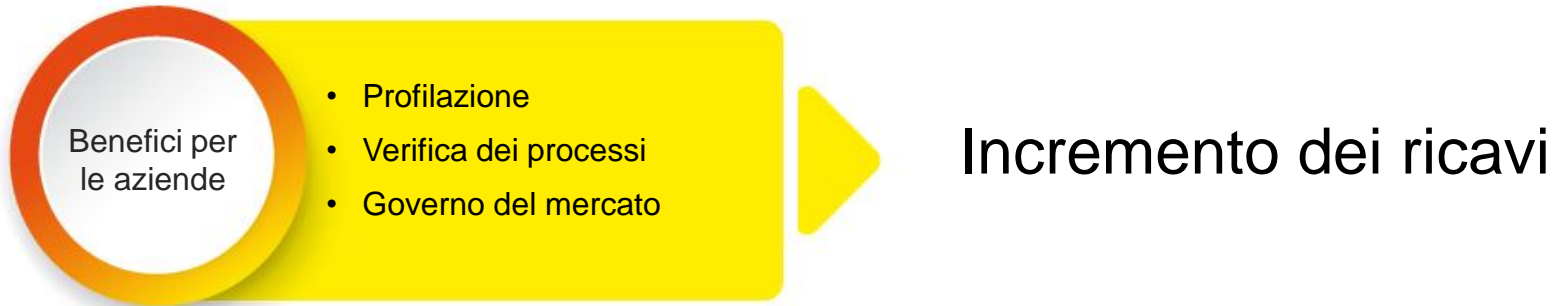 Benefici per
le aziende
• Profilazione
• Verifica dei processi
• Governo del mercato
Incremento dei ricavi